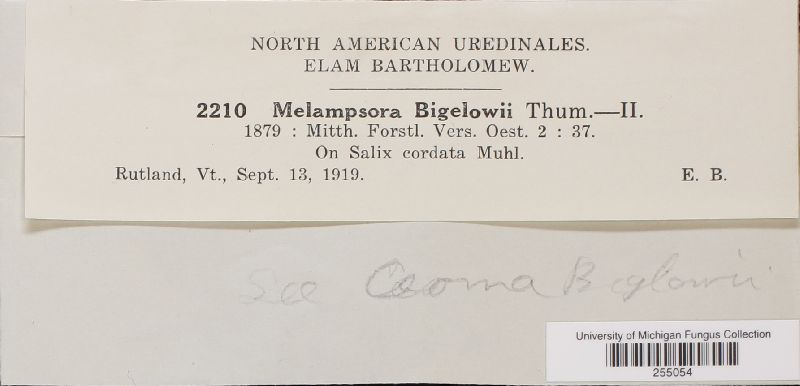 NORTH AMERICAN UREDINALES.
ELAM BARTHOLOMEW.
2210 Melampsora Bigelowii Thum.—II.
1879 : Mitth. Forstl. Vers. Oest. 2 : 37.
On Salix cordata Muhl.
Rutland, Vt., Sept. 13, 1919. E. B.
See Caeoma Bigelowii
University of Michigan Fungus Collection
255054